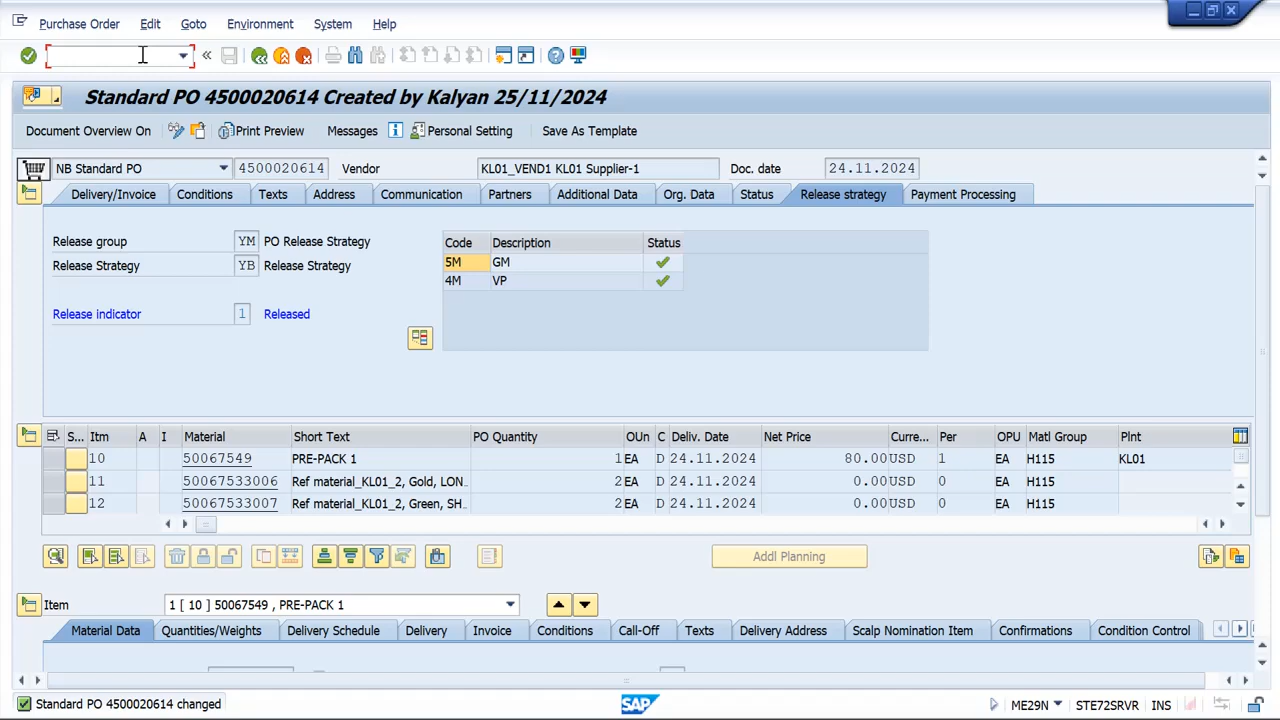 Purchase Order Edit Goto Environment System Help
«
Standard PO 4500020614 Created by Kalyan 25/11/2024
Document Overview On Print Preview Messages Personal Setting Save As Template
NB Standard PO 4500020614 Vendor KL01_VEND1 KL01 Supplier-1 Doc. date 24.11.2024
Delivery/Invoice Conditions Texts Address Communication Partners Additional Data Org. Data Status Release strategy Payment Processing
Release group YM PO Release Strategy Code Description Status
5M GM
Release Strategy YB Release Strategy
4M VP
Release indicator 1 Released
S... Itm A I Material Short Text PO Quantity OUn C Deliv. Date Net Price Curre... Per OPU Matl Group Plnt
10 50067549 PRE-PACK 1 1 EA D 24.11.2024 80.00 USD 1 EA H115 KL01
11 50067533006 Ref material_KL01_2, Gold, LON... 2 EA D 24.11.2024 0.00 USD 0 EA H115
12 50067533007 Ref material_KL01_2, Green, SH... 2 EA D 24.11.2024 0.00 USD 0 EA H115
Addl Planning
Item 1 [ 10 ] 50067549 , PRE-PACK 1
Material Data Quantities/Weights Delivery Schedule Delivery Invoice Conditions Call-Off Texts Delivery Address Scalp Nomination Item Confirmations Condition Control
Standard PO 4500020614 changed SAP ME29N STE72SRVR INS